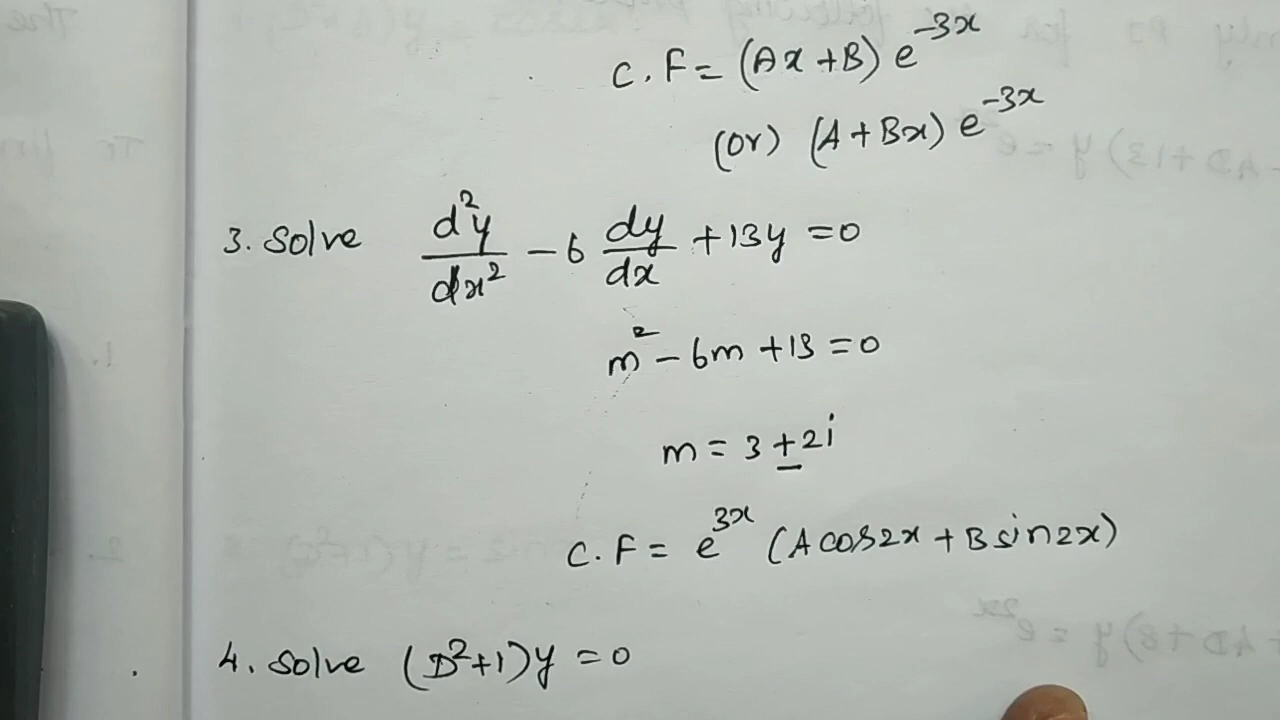 C.F = (Ax + B) e^{-3x}
(or) (A + Bx) e^{-3x}
3. Solve d²y/dx² - 6 dy/dx + 13y = 0
m² - 6m + 13 = 0
m = 3 ± 2i
C.F = e^{3x} (A cos2x + B sin2x)
4. Solve (D²+1)y = 0